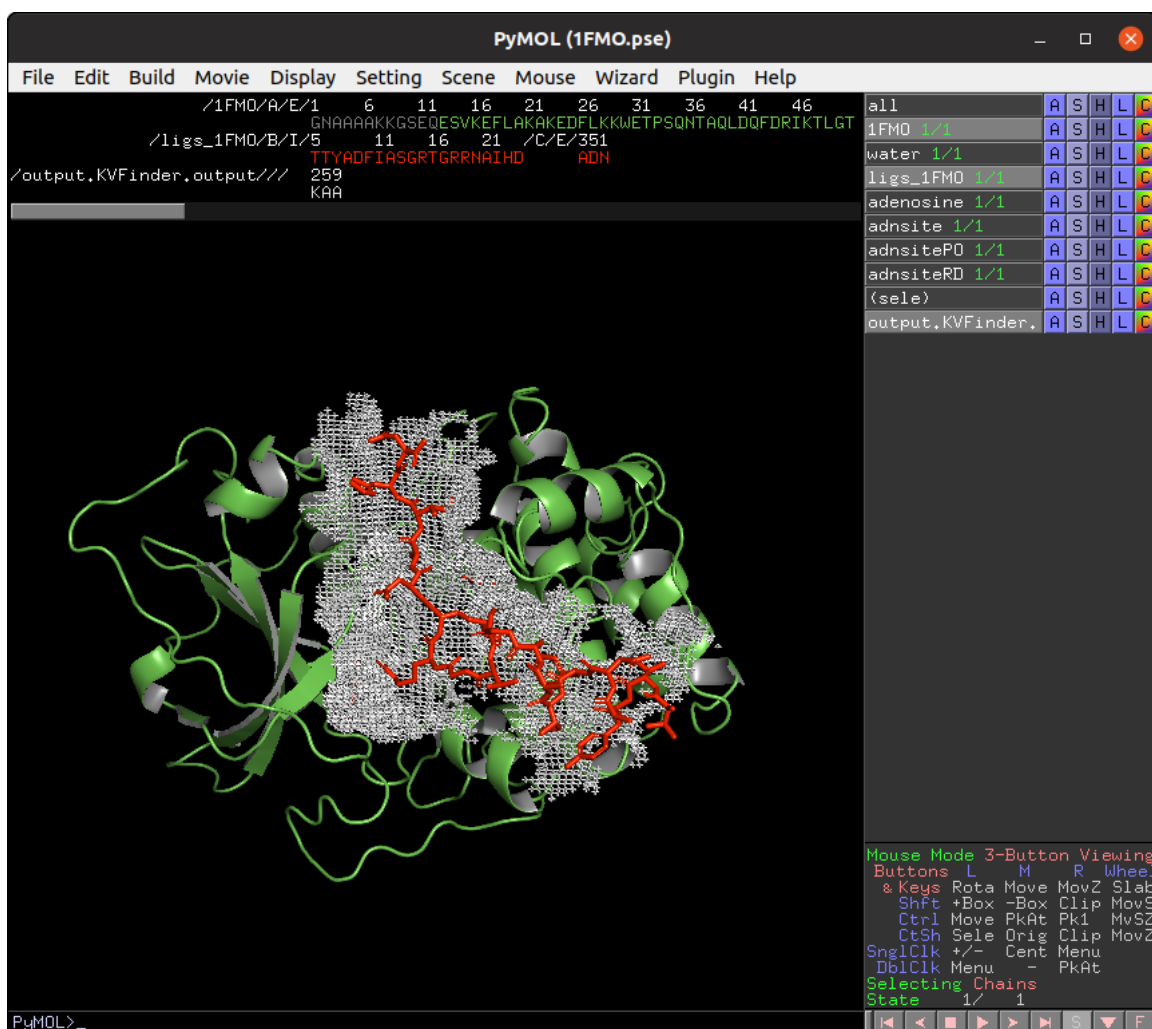 PyMOL (1FMO.pse)
File Edit Build Movie Display Setting Scene Mouse Wizard Plugin Help
/1FMO/A/E/1 6 11 16 21 26 31 36 41 46
GNAAAAKKGSEQESVKEFLAKAKEDFLKKWETPSQNTAQLDQFDRIKTLGT
/ligs_1FMO/B/I/5 11 16 21 /C/E/351
TTYADFIASGRTGRRNAIHD ADN
/output.KVFinder.output/// 259
KAA
all A S H L C
1FMO 1/1 A S H L C
water 1/1 A S H L C
ligs_1FMO 1/1 A S H L C
adenosine 1/1 A S H L C
adnsite 1/1 A S H L C
adnsitePO 1/1 A S H L C
adnsiteRD 1/1 A S H L C
(sele) A S H L C
output.KVFinder. A S H L C
Mouse Mode 3-Button Viewing
Buttons L M R Wheel
& Keys Rota Move MovZ Slab
Shft +Box -Box Clip MovS
Ctrl Move PkAt Pk1 MvSZ
CtSh Sele Orig Clip MovZ
SnglClk +/- Cent Menu
DblClk Menu - PkAt
Selecting Chains
State 1/ 1
PyMOL>_
S F